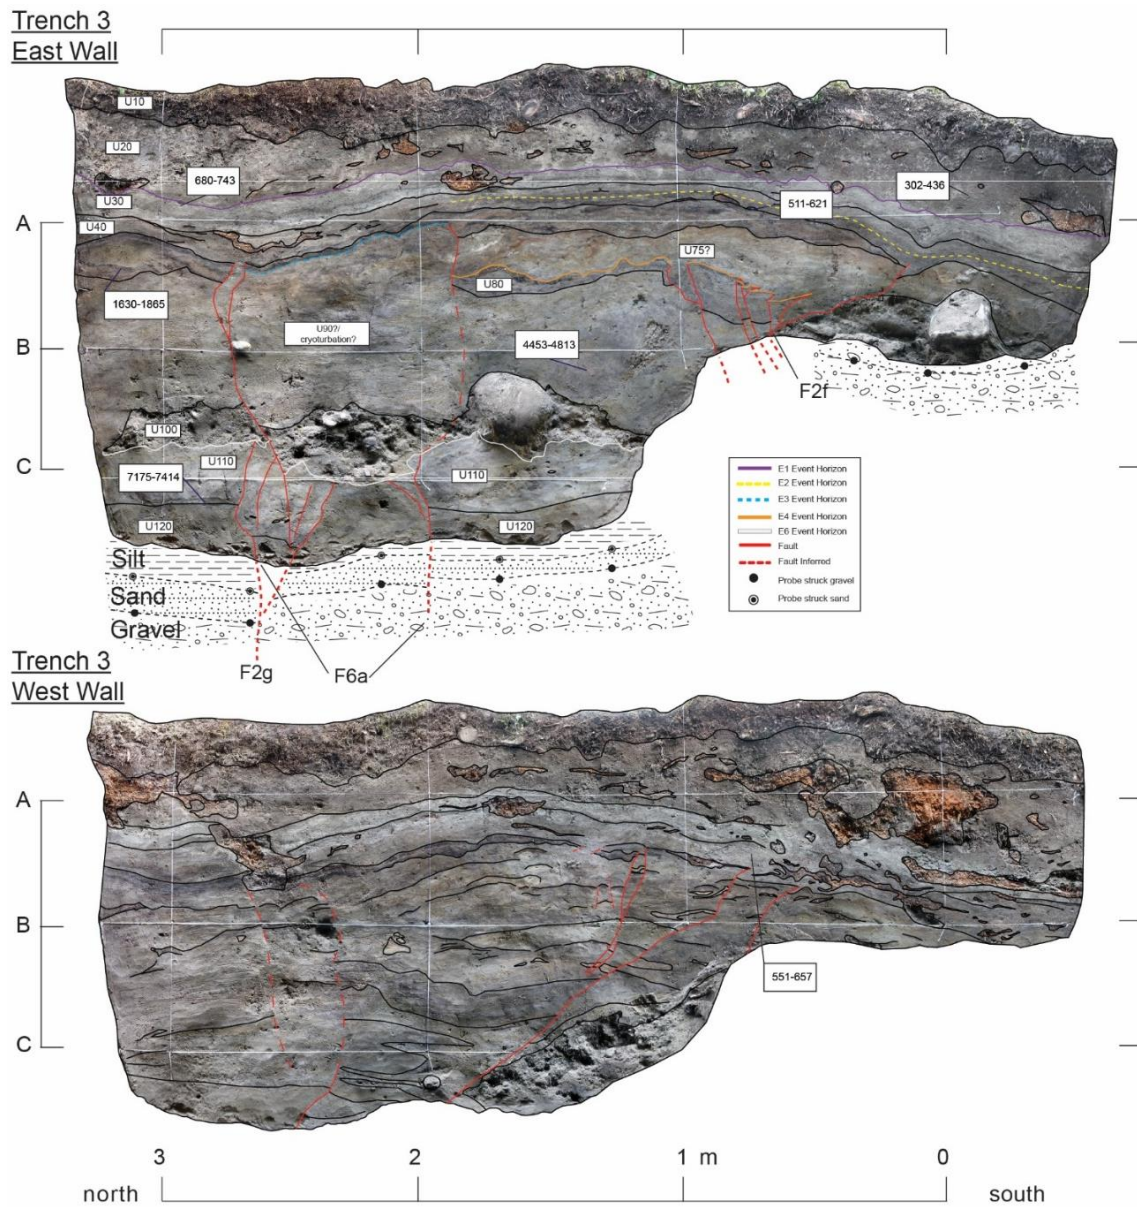 Trench 3
East Wall
U10
U20
680-743
302-436
U30
511-621
A
U40
U75?
U80
1630-1865
U90?/
cryoturbation?
4453-4813
B
F2f
U100
U110
C
7175-7414
U110
U120
U120
E1 Event Horizon
E2 Event Horizon
E3 Event Horizon
E4 Event Horizon
E6 Event Horizon
Fault
Fault Inferred
Probe struck gravel
Probe struck sand
Silt
Sand
Gravel
F2g
F6a
Trench 3
West Wall
A
B
551-657
C
3 2 1 m 0
north south